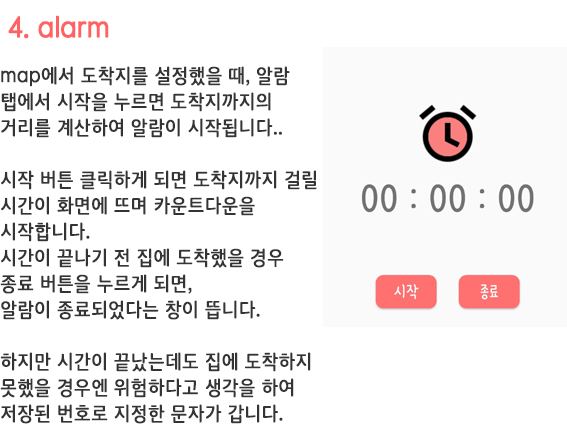 4. alarm
map에서 도착지를 설정했을 때, 알람
탭에서 시작을 누르면 도착지까지의
거리를 계산하여 알람이 시작됩니다..
시작 버튼 클릭하게 되면 도착지까지 걸릴
시간이 화면에 뜨며 카운트다운을
시작합니다.
시간이 끝나기 전 집에 도착했을 경우
종료 버튼을 누르게 되면,
알람이 종료되었다는 창이 뜹니다.
하지만 시간이 끝났는데도 집에 도착하지
못했을 경우엔 위험하다고 생각을 하여
저장된 번호로 지정한 문자가 갑니다.
00 : 00 : 00
시작 종료